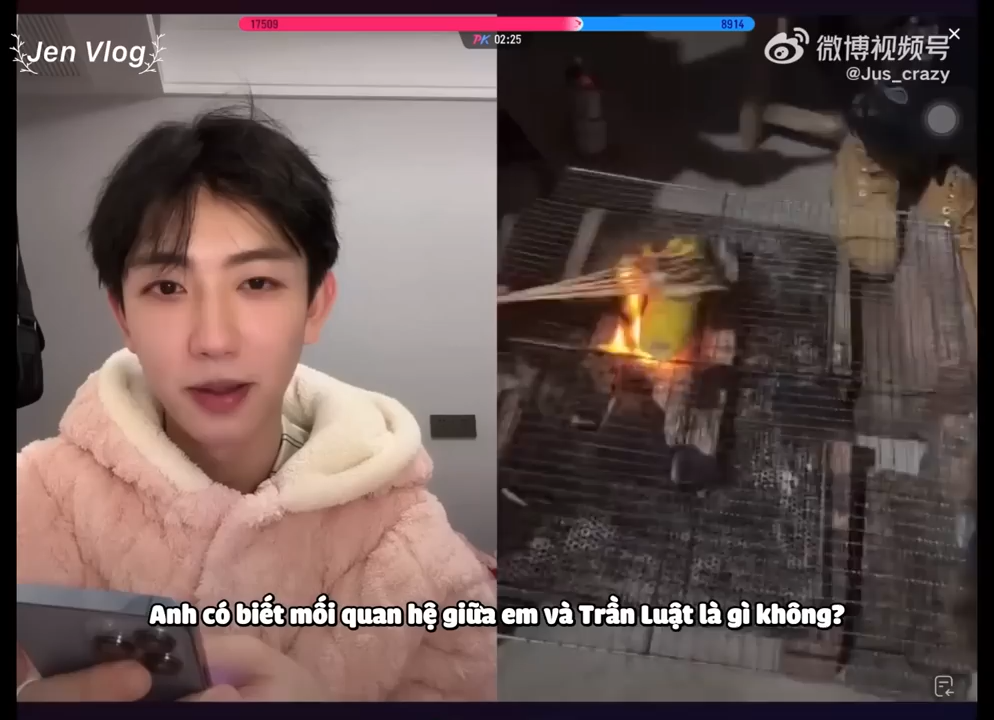 17509
8914
PK 02:25
Jen Vlog
微博视频号
@Jus_crazy
Anh có biết mối quan hệ giữa em và Trần Luật là gì không?